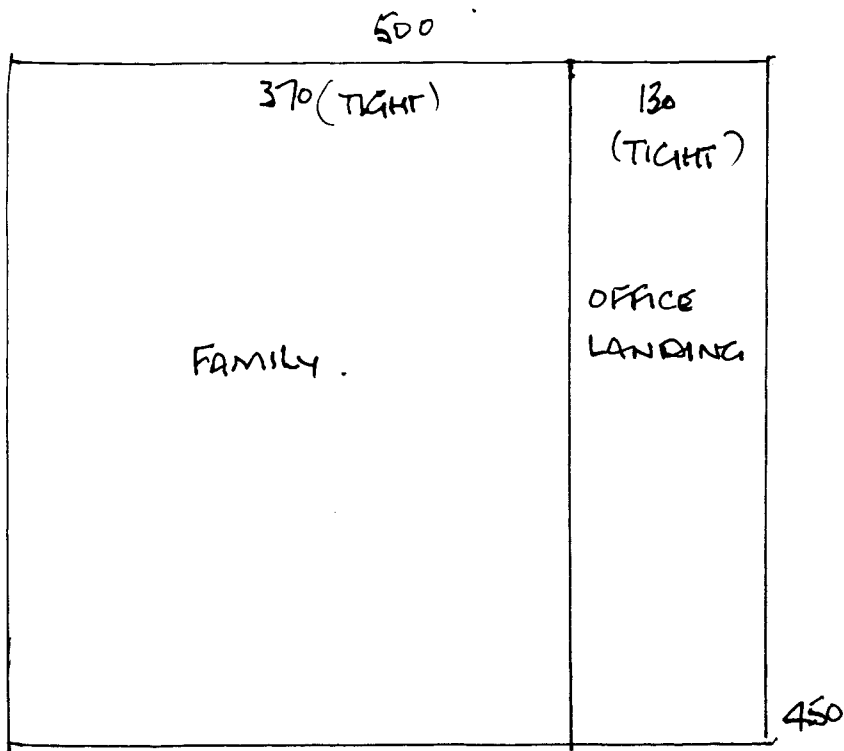 500
370 (TIGHT)
130
(TIGHT)
OFFICE
LANDING
FAMILY.
450